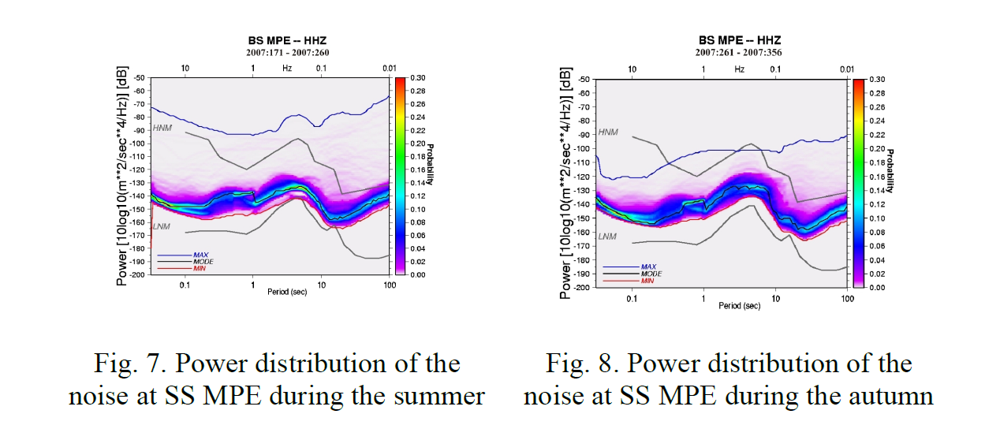 BS MPE -- HHZ
2007:171 - 2007:260
10 1 Hz 0.1 0.01
Power [10log10(m**2/sec**4/Hz)] [dB]
-50
-60
-70
-80
-90
-100
-110
-120
-130
-140
-150
-160
-170
-180
-190
-200
HNM
LNM
MAX
MODE
MIN
0.1 1 10 100
Period (sec)
0.30
0.28
0.26
0.24
0.22
0.20
0.18
0.16
0.14
0.12
0.10
0.08
0.06
0.04
0.02
0.00
Probability
Fig. 7. Power distribution of the
noise at SS MPE during the summer
BS MPE -- HHZ
2007:261 - 2007:356
10 1 Hz 0.1 0.01
Power [10log10(m**2/sec**4/Hz)] [dB]
-50
-60
-70
-80
-90
-100
-110
-120
-130
-140
-150
-160
-170
-180
-190
-200
HNM
LNM
MAX
MODE
MIN
0.1 1 10 100
Period (sec)
0.30
0.28
0.26
0.24
0.22
0.20
0.18
0.16
0.14
0.12
0.10
0.08
0.06
0.04
0.02
0.00
Probability
Fig. 8. Power distribution of the
noise at SS MPE during the autumn